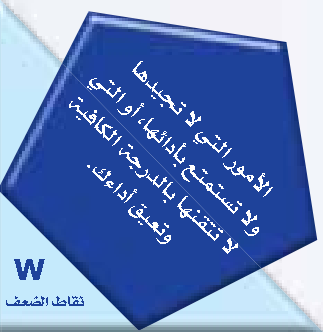 الأمور التي لا تجيدها
ولا تستمتع بأدائها، أو التي
لا تتقنها بالدرجة الكافية
وتعيق أداءك.
W
نقاط الضعف